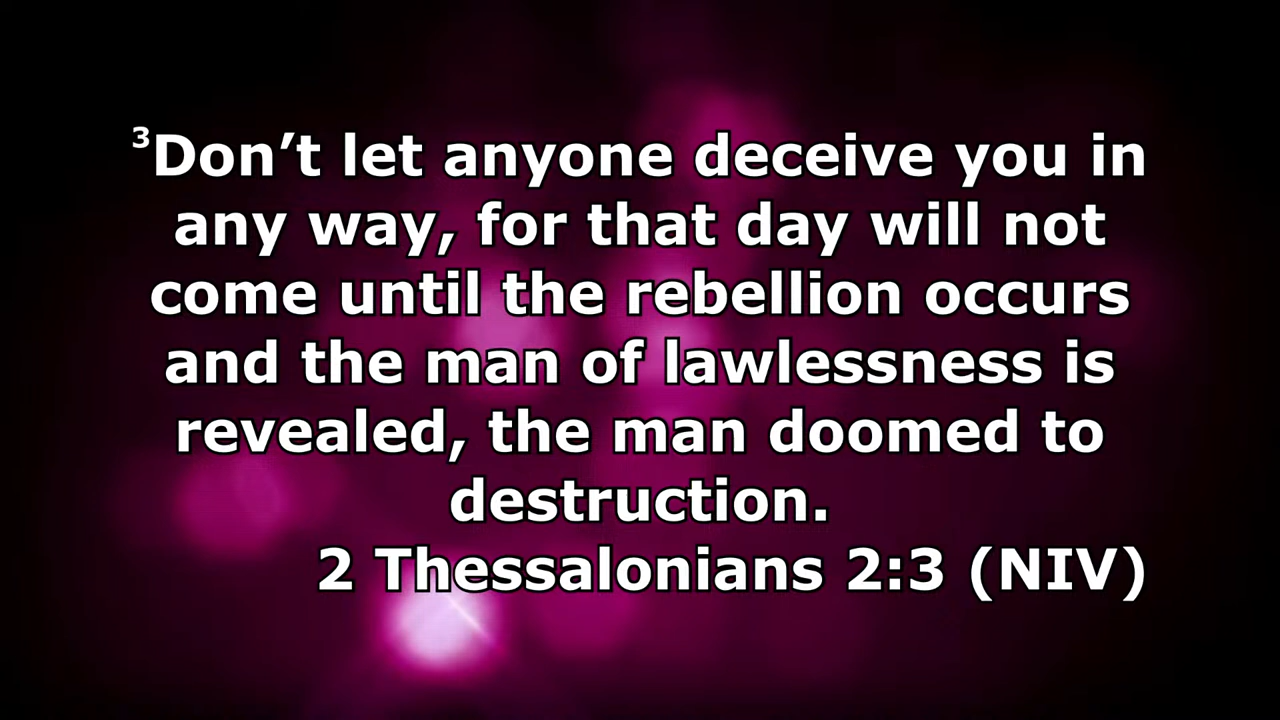 ³Don’t let anyone deceive you in
any way, for that day will not
come until the rebellion occurs
and the man of lawlessness is
revealed, the man doomed to
destruction.
2 Thessalonians 2:3 (NIV)